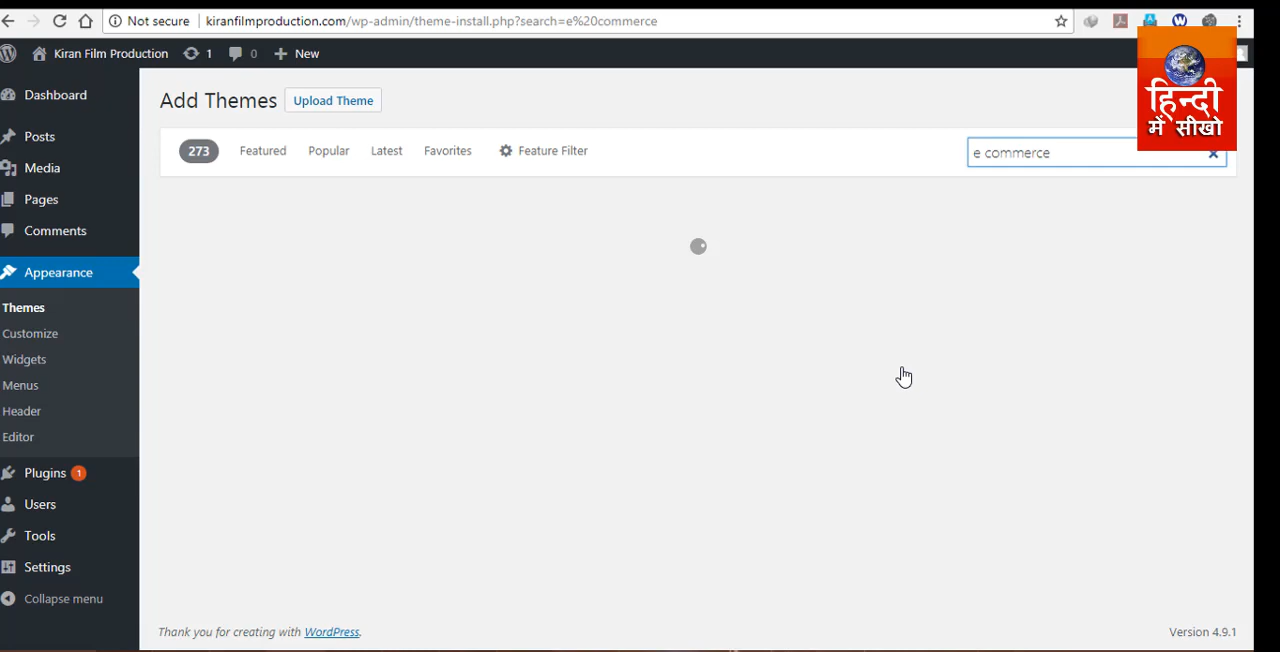 Not secure kiranfilmproduction.com/wp-admin/theme-install.php?search=e%20commerce
Kiran Film Production 1 0 New
हिन्दी
में सीखो
Dashboard
Posts
Media
Pages
Comments
Appearance
Themes
Customize
Widgets
Menus
Header
Editor
Plugins 1
Users
Tools
Settings
Collapse menu
Add Themes Upload Theme
273 Featured Popular Latest Favorites Feature Filter
e commerce
Thank you for creating with WordPress.
Version 4.9.1